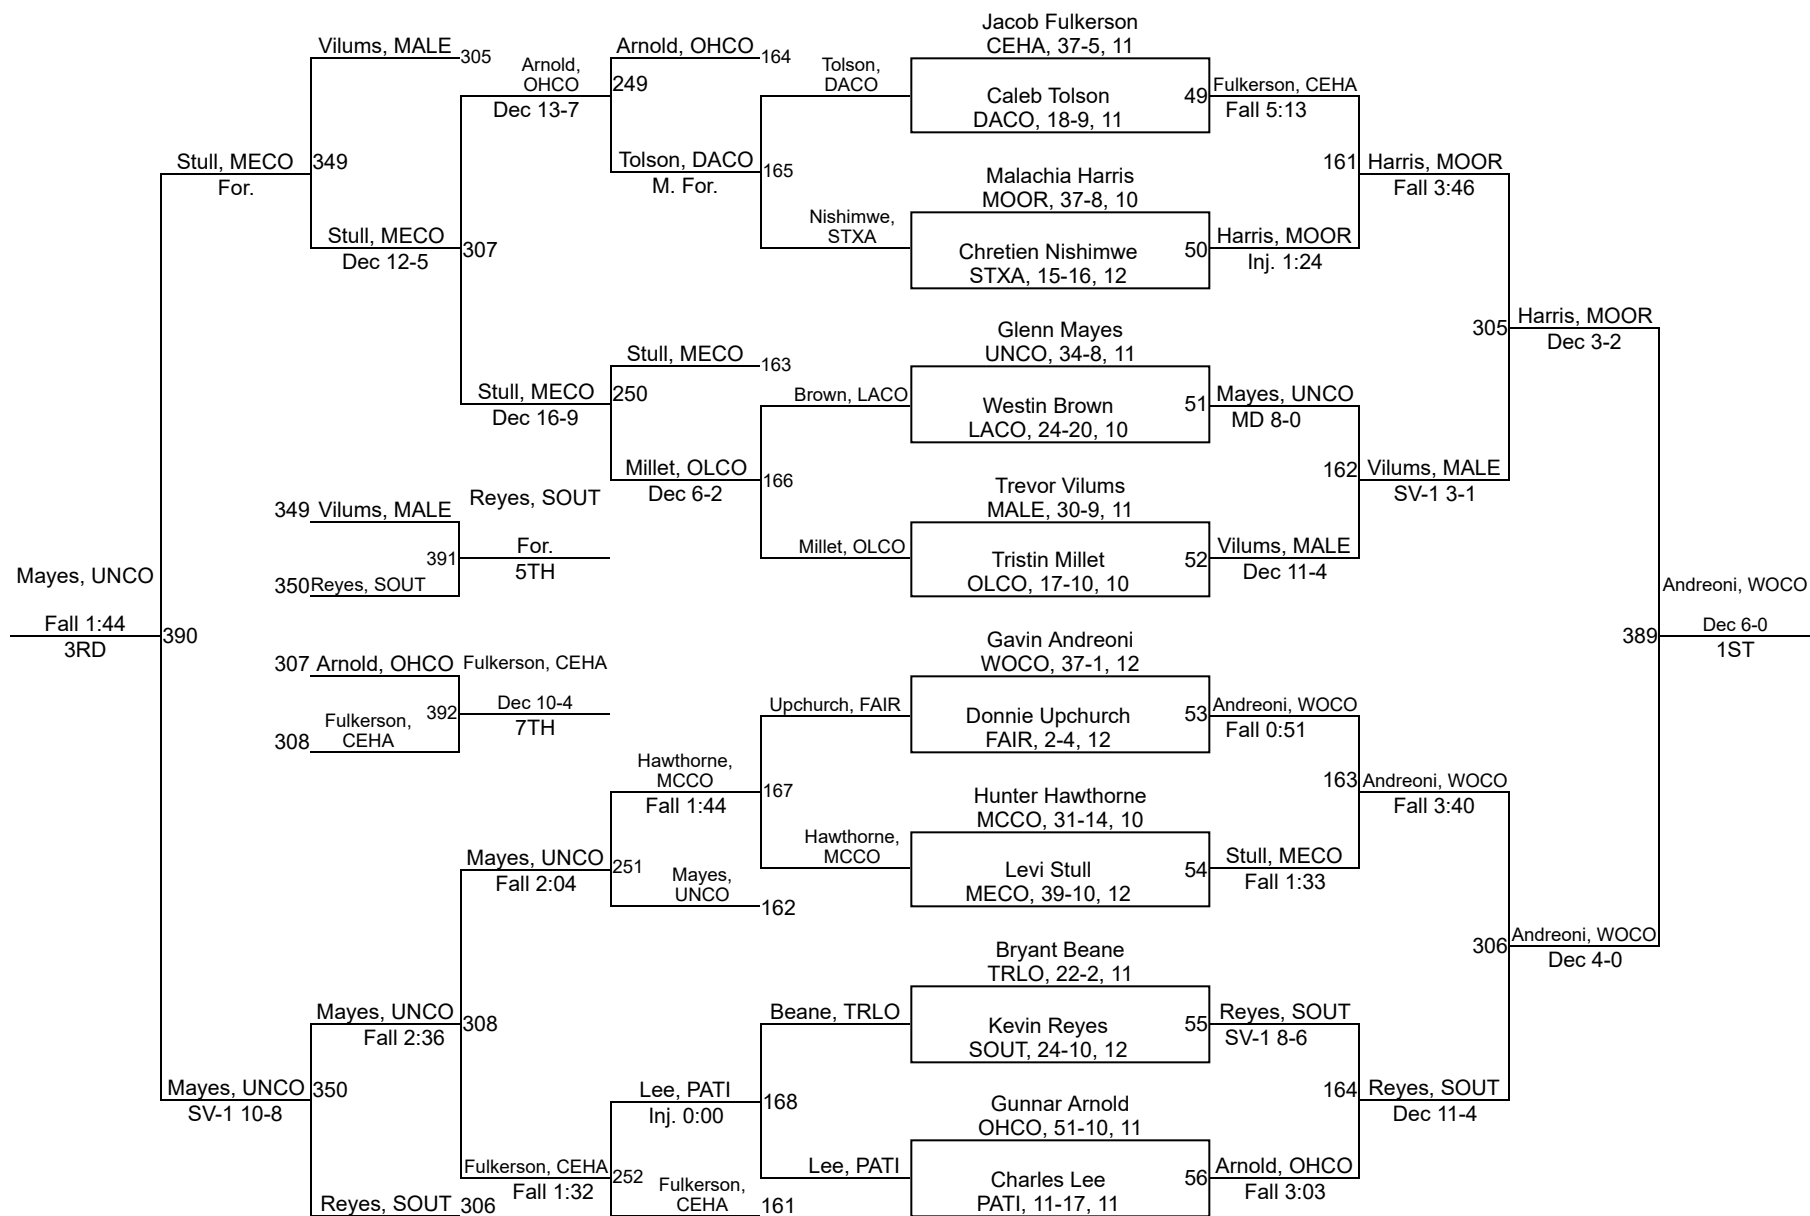 Jacob Fulkerson
CEHA, 37-5, 11
Caleb Tolson
DACO, 18-9, 11
49
Malachia Harris
MOOR, 37-8, 10
Chretien Nishimwe
STXA, 15-16, 12
50
Glenn Mayes
UNCO, 34-8, 11
Westin Brown
LACO, 24-20, 10
51
Trevor Vilums
MALE, 30-9, 11
Tristin Millet
OLCO, 17-10, 10
52
Gavin Andreoni
WOCO, 37-1, 12
Donnie Upchurch
FAIR, 2-4, 12
53
Hunter Hawthorne
MCCO, 31-14, 10
Levi Stull
MECO, 39-10, 12
54
Bryant Beane
TRLO, 22-2, 11
Kevin Reyes
SOUT, 24-10, 12
55
Gunnar Arnold
OHCO, 51-10, 11
Charles Lee
PATI, 11-17, 11
56
Fulkerson, CEHA
Fall 5:13
161
Harris, MOOR
Inj. 1:24
Mayes, UNCO
MD 8-0
162
Vilums, MALE
Dec 11-4
Andreoni, WOCO
Fall 0:51
163
Stull, MECO
Fall 1:33
Reyes, SOUT
SV-1 8-6
164
Arnold, OHCO
Fall 3:03
Harris, MOOR
Fall 3:46
305
Vilums, MALE
SV-1 3-1
Andreoni, WOCO
Fall 3:40
306
Reyes, SOUT
Dec 11-4
Harris, MOOR
Dec 3-2
389
Andreoni, WOCO
Dec 4-0
Andreoni, WOCO
Dec 6-0
1ST
Tolson,
DACO
165
Nishimwe,
STXA
Brown, LACO
166
Millet, OLCO
Upchurch, FAIR
167
Hawthorne,
MCCO
Beane, TRLO
168
Lee, PATI
Arnold, OHCO
164
249
Tolson, DACO
M. For.
Stull, MECO
163
250
Millet, OLCO
Dec 6-2
Hawthorne,
MCCO
Fall 1:44
251
Mayes,
UNCO
162
Lee, PATI
Inj. 0:00
252
Fulkerson,
CEHA
161
Arnold,
OHCO
Dec 13-7
307
Stull, MECO
Dec 16-9
Mayes, UNCO
Fall 2:04
308
Fulkerson, CEHA
Fall 1:32
Vilums, MALE
305
349
Stull, MECO
Dec 12-5
Mayes, UNCO
Fall 2:36
350
Reyes, SOUT
306
Stull, MECO
For.
390
Mayes, UNCO
SV-1 10-8
Mayes, UNCO
Fall 1:44
3RD
349
Vilums, MALE
391
350
Reyes, SOUT
Reyes, SOUT
For.
5TH
307
Arnold, OHCO
392
308
Fulkerson,
CEHA
Fulkerson, CEHA
Dec 10-4
7TH